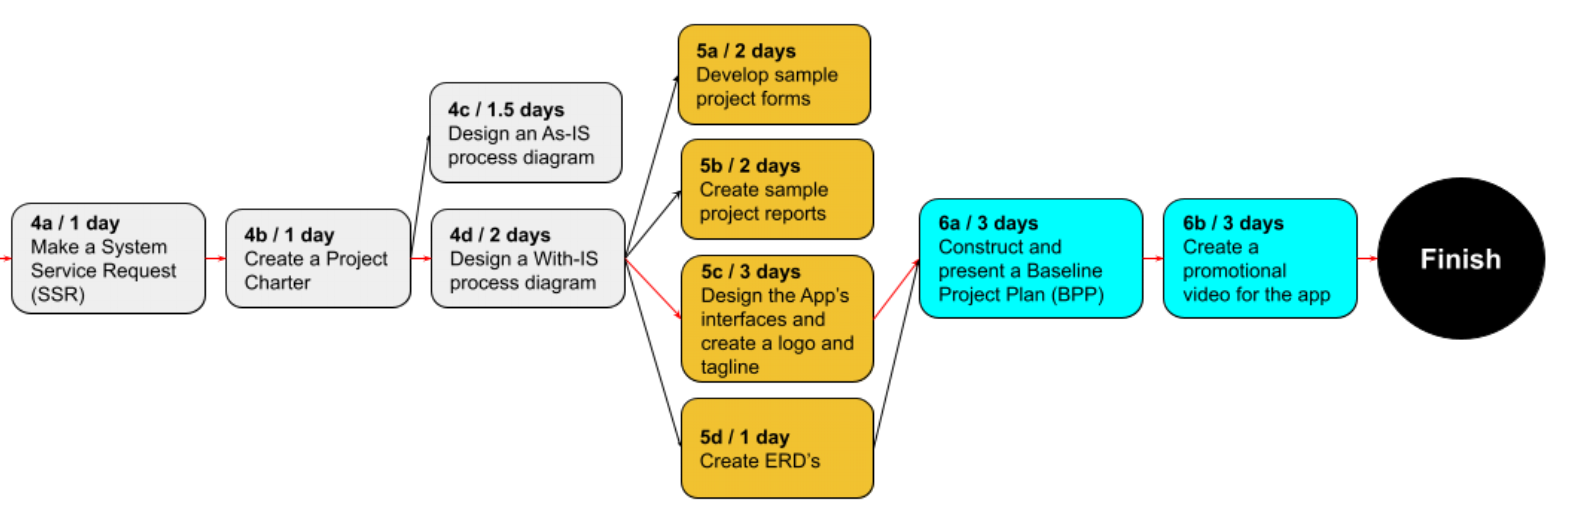 4a / 1 day
Make a System
Service Request
(SSR)
4b / 1 day
Create a Project
Charter
4c / 1.5 days
Design an As-IS
process diagram
4d / 2 days
Design a With-IS
process diagram
5a / 2 days
Develop sample
project forms
5b / 2 days
Create sample
project reports
5c / 3 days
Design the App's
interfaces and
create a logo and
tagline
5d / 1 day
Create ERD's
6a / 3 days
Construct and
present a Baseline
Project Plan (BPP)
6b / 3 days
Create a
promotional
video for the app
Finish